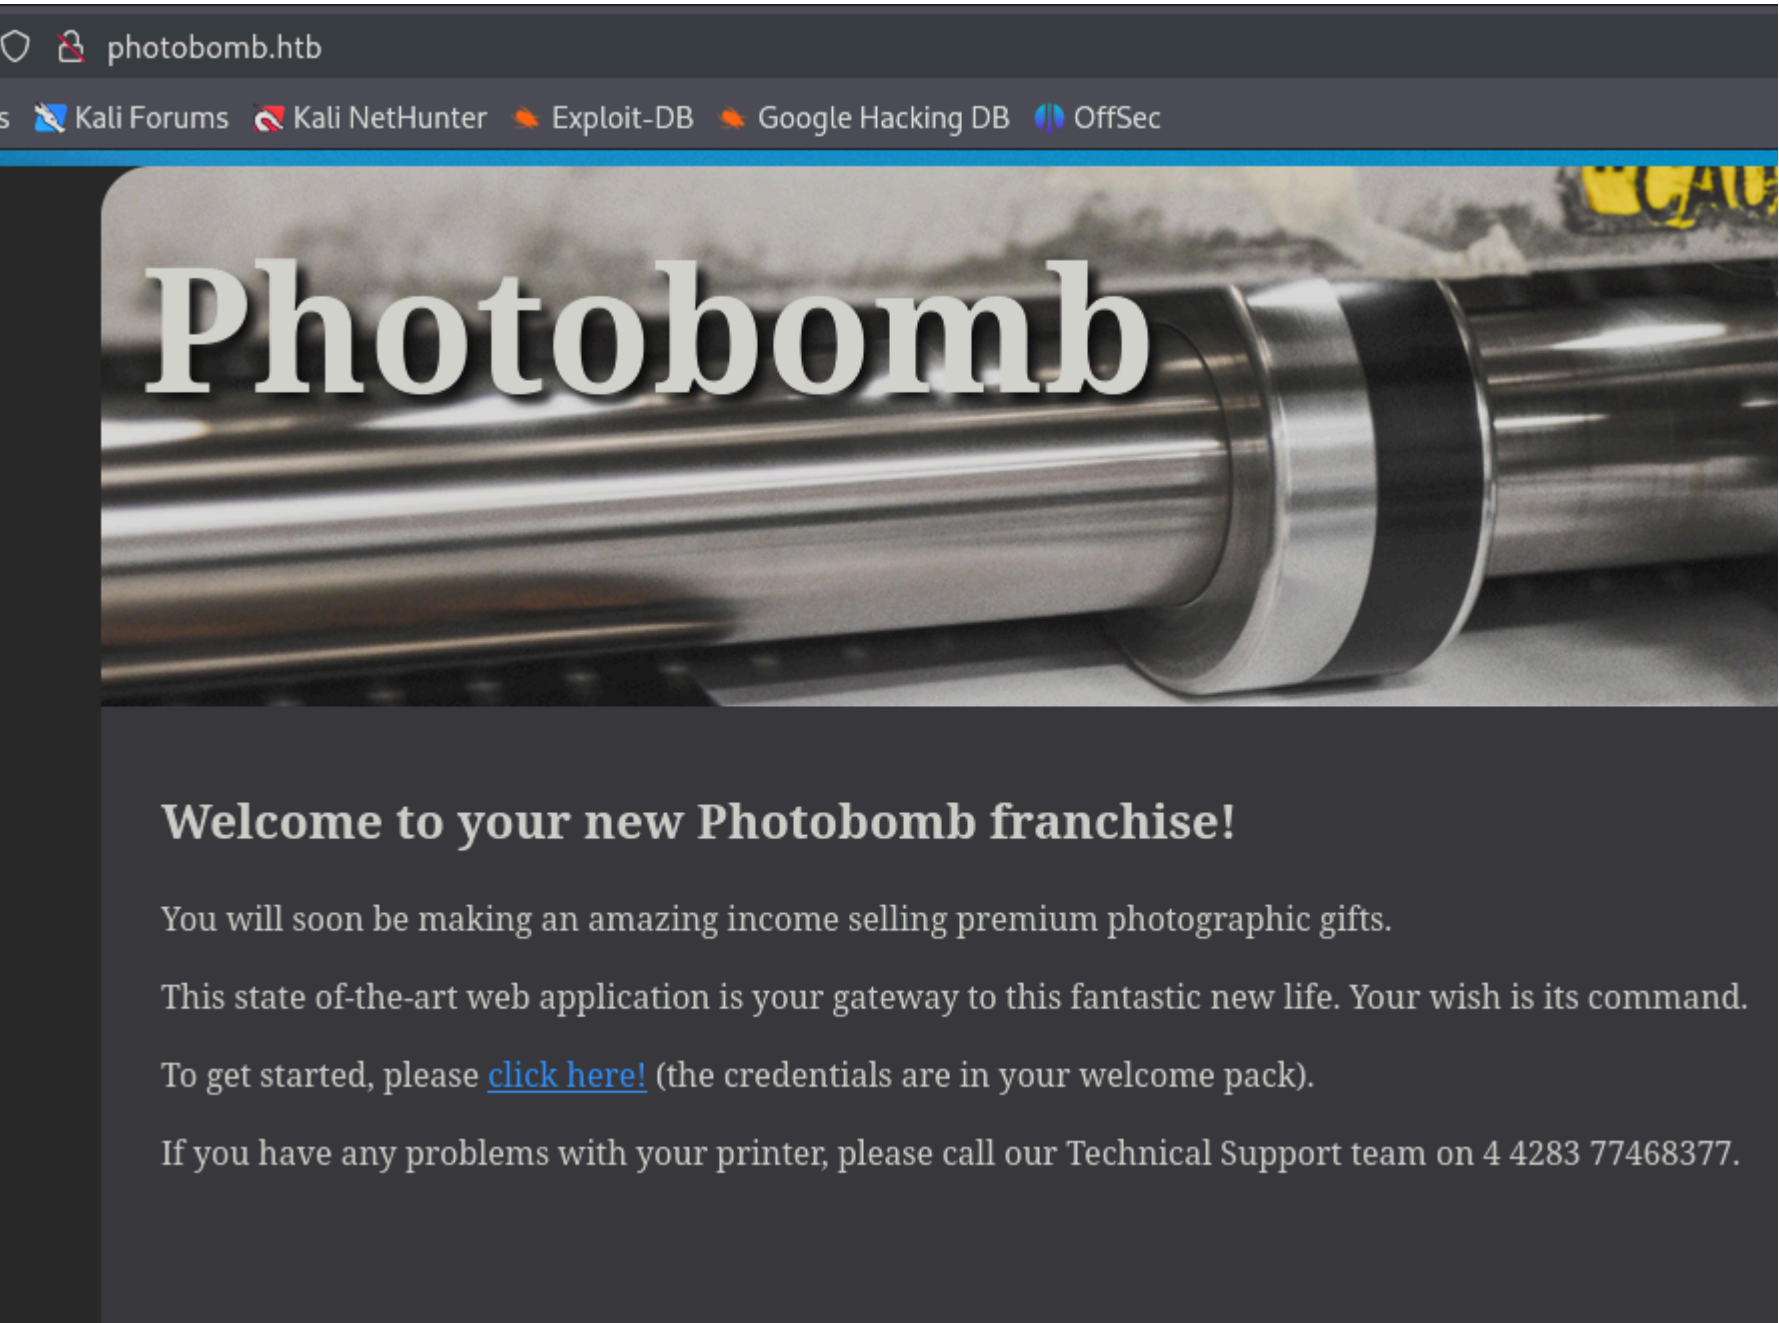 photobomb.htb
s Kali Forums Kali NetHunter Exploit-DB Google Hacking DB OffSec
Photobomb
Welcome to your new Photobomb franchise!
You will soon be making an amazing income selling premium photographic gifts.
This state of-the-art web application is your gateway to this fantastic new life. Your wish is its command.
To get started, please click here! (the credentials are in your welcome pack).
If you have any problems with your printer, please call our Technical Support team on 4 4283 77468377.